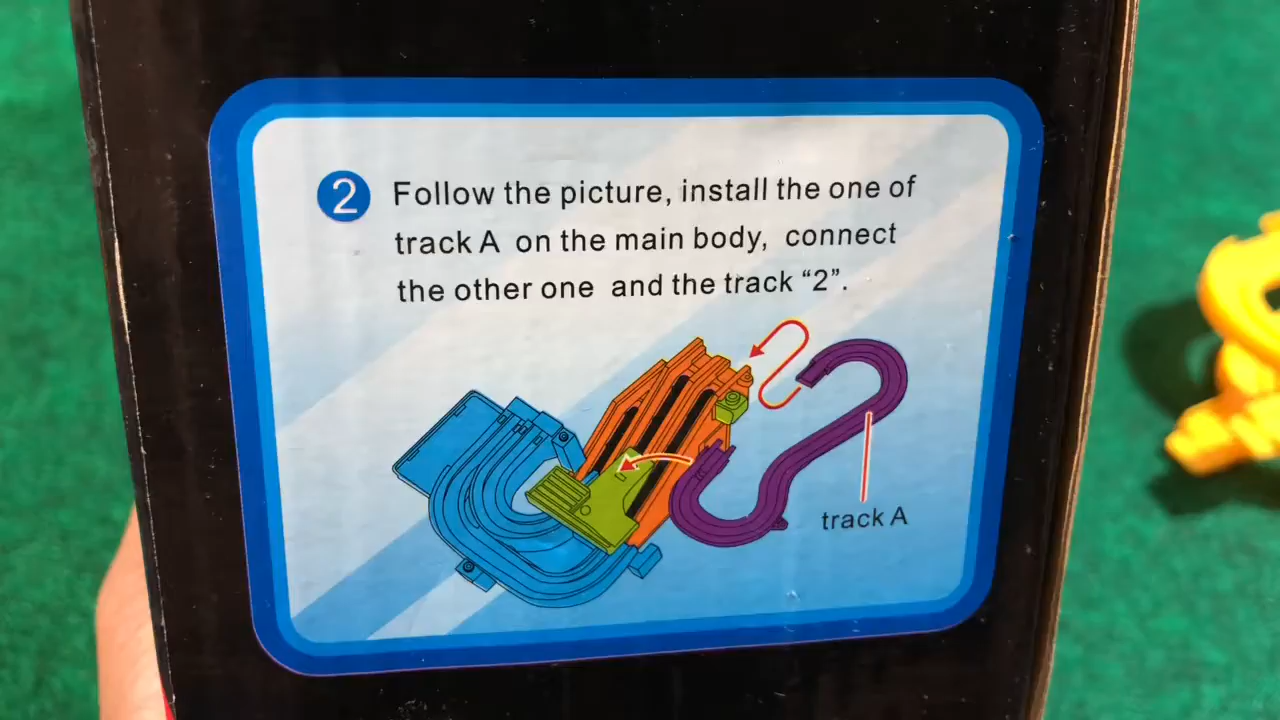 2 Follow the picture, install the one of
track A on the main body, connect
the other one and the track “2”.
track A